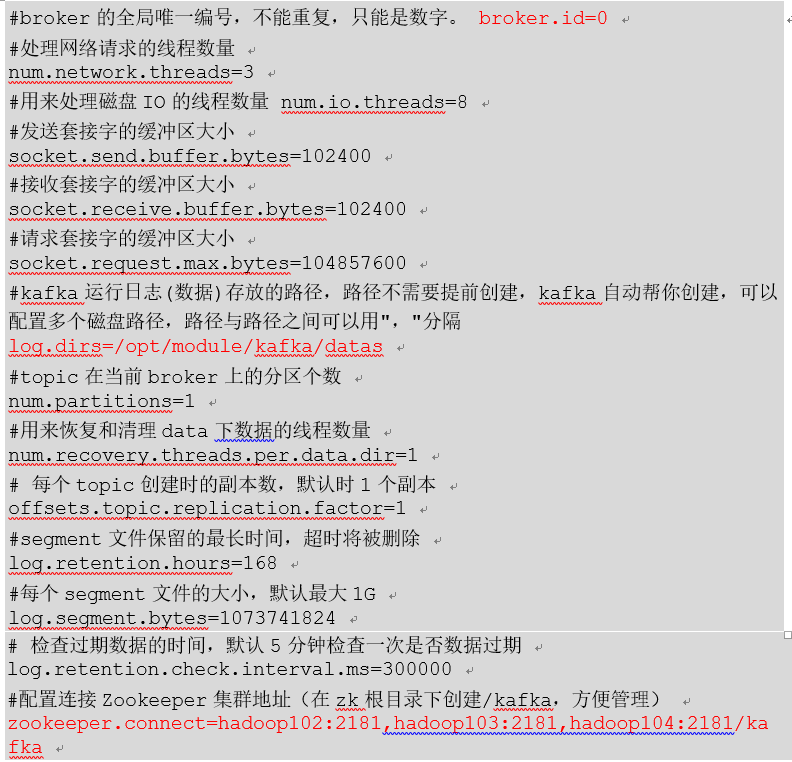 #broker 的全局唯一编号，不能重复，只能是数字。 broker.id=0
#处理网络请求的线程数量
num.network.threads=3
#用来处理磁盘 IO 的线程数量 num.io.threads=8
#发送套接字的缓冲区大小
socket.send.buffer.bytes=102400
#接收套接字的缓冲区大小
socket.receive.buffer.bytes=102400
#请求套接字的缓冲区大小
socket.request.max.bytes=104857600
#kafka 运行日志(数据)存放的路径，路径不需要提前创建，kafka 自动帮你创建，可以
配置多个磁盘路径，路径与路径之间可以用"，"分隔
log.dirs=/opt/module/kafka/datas
#topic 在当前 broker 上的分区个数
num.partitions=1
#用来恢复和清理 data 下数据的线程数量
num.recovery.threads.per.data.dir=1
# 每个 topic 创建时的副本数，默认时 1 个副本
offsets.topic.replication.factor=1
#segment 文件保留的最长时间，超时将被删除
log.retention.hours=168
#每个 segment 文件的大小，默认最大 1G
log.segment.bytes=1073741824
# 检查过期数据的时间，默认 5 分钟检查一次是否数据过期
log.retention.check.interval.ms=300000
#配置连接 Zookeeper 集群地址（在 zk 根目录下创建/kafka，方便管理）
zookeeper.connect=hadoop102:2181,hadoop103:2181,hadoop104:2181/ka
fka